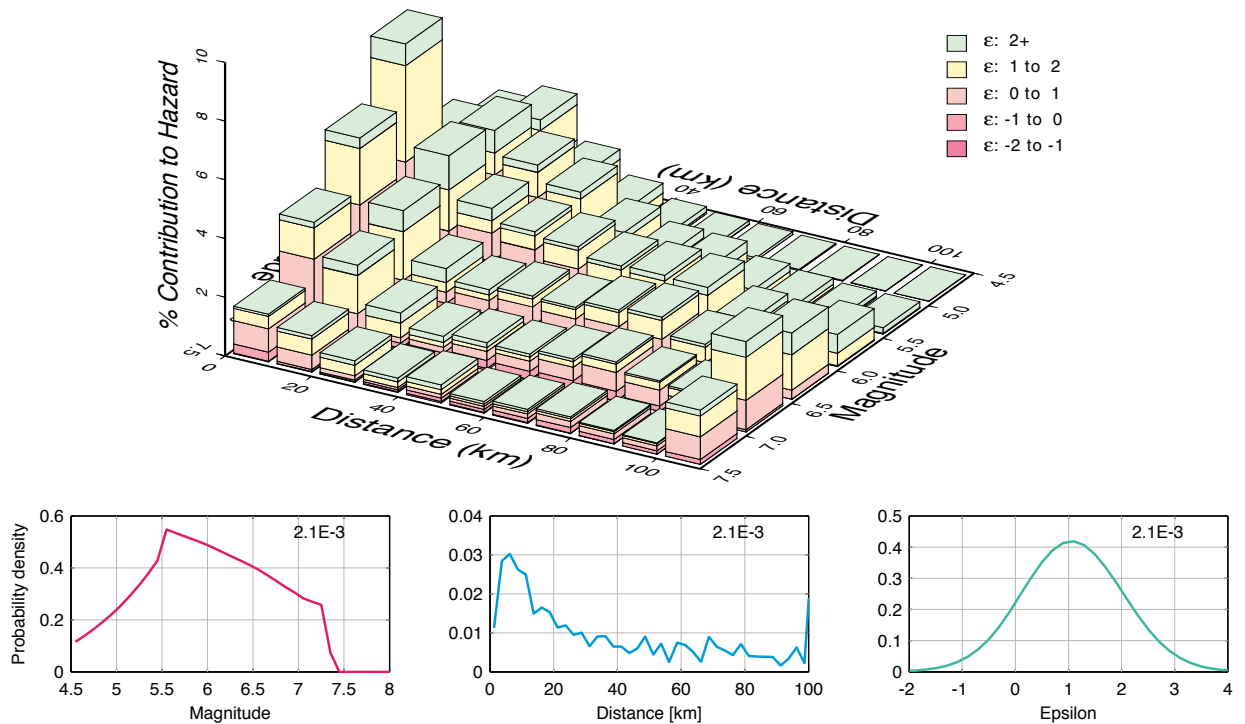 % Contribution to Hazard
10
8
6
4
2
0
20
40
60
80
100
Distance (km)
7.5
7.0
6.5
6.0
5.5
5.0
4.5
Magnitude
40
60
80
100
Distance (km)
7.5
ε: 2+
ε: 1 to 2
ε: 0 to 1
ε: -1 to 0
ε: -2 to -1
Probability density
0.6
0.4
0.2
0
4.5 5 5.5 6 6.5 7 7.5 8
Magnitude
2.1E-3
0.04
0.03
0.02
0.01
0
0 20 40 60 80 100
Distance [km]
2.1E-3
0.5
0.4
0.3
0.2
0.1
0
-2 -1 0 1 2 3 4
Epsilon
2.1E-3